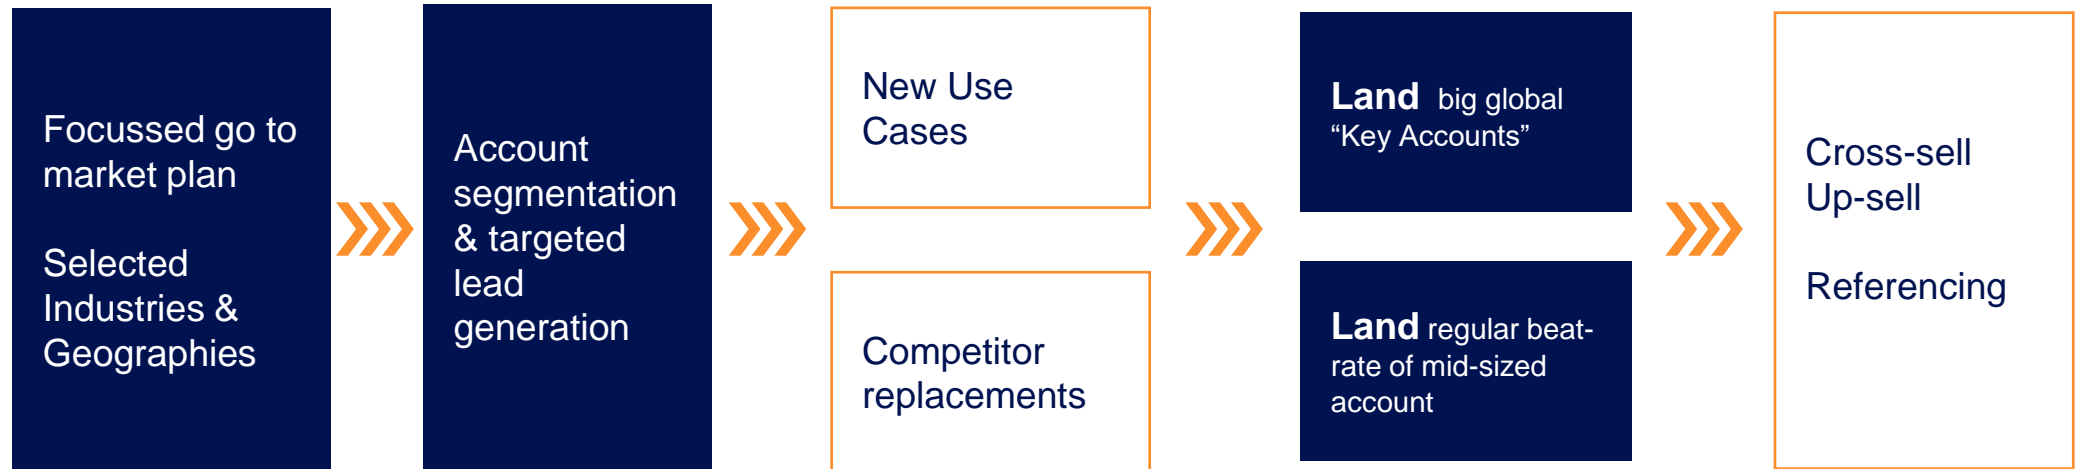 Focussed go to
market plan
Selected
Industries &
Geographies
Account
segmentation
& targeted
lead
generation
New Use
Cases
Competitor
replacements
Land big global
“Key Accounts”
Land regular beat-
rate of mid-sized
account
Cross-sell
Up-sell
Referencing